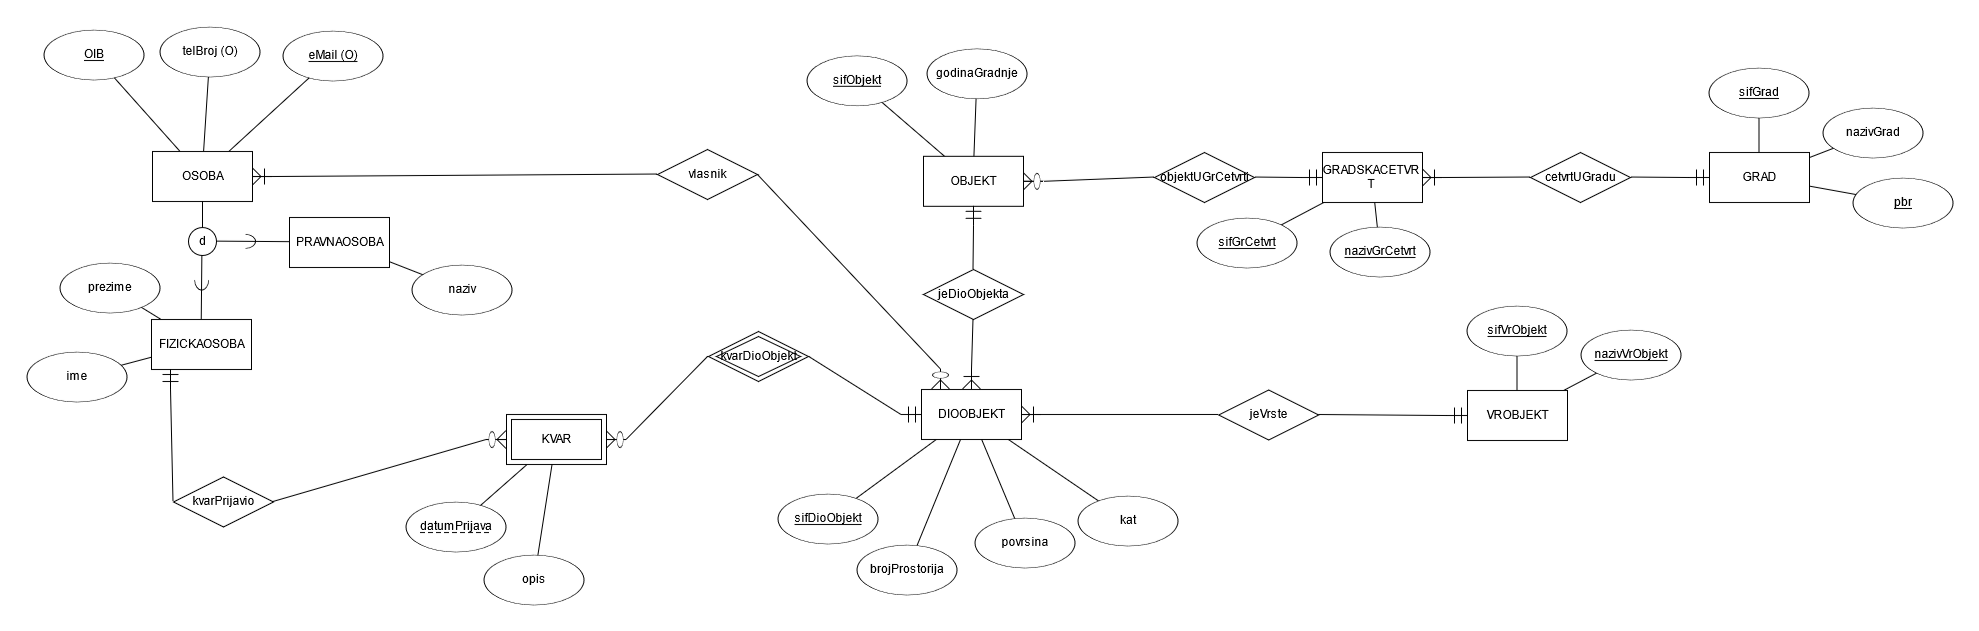 OIB
telBroj (O)
eMail (O)
sifObjekt
godinaGradnje
sifGrad
nazivGrad
pbr
OSOBA
vlasnik
OBJEKT
objektUGrCetvrti
GRADSKACETVR
T
cetvrtUGradu
GRAD
d
PRAVNAOSOBA
naziv
sifGrCetvrt
nazivGrCetvrt
prezime
jeDioObjekta
FIZICKAOSOBA
ime
kvarDioObjekt
sifVrObjekt
nazivVrObjekt
KVAR
DIOOBJEKT
jeVrste
VROBJEKT
kvarPrijavio
datumPrijava
opis
sifDioObjekt
brojProstorija
povrsina
kat